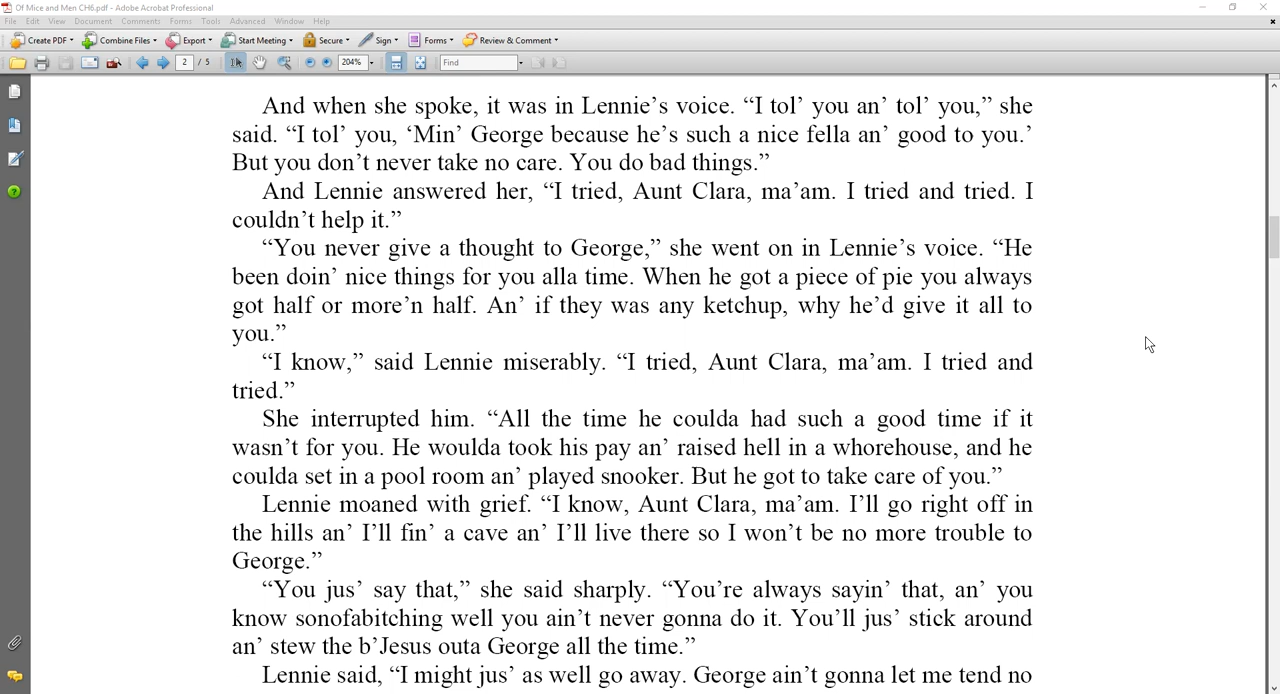 Of Mice and Men CH6.pdf - Adobe Acrobat Professional
File Edit View Document Comments Forms Tools Advanced Window Help
Create PDF Combine Files Export Start Meeting Secure Sign Forms Review & Comment
2 / 5 204% Find
And when she spoke, it was in Lennie’s voice. “I tol’ you an’ tol’ you,” she
said. “I tol’ you, ‘Min’ George because he’s such a nice fella an’ good to you.’
But you don’t never take no care. You do bad things.”
And Lennie answered her, “I tried, Aunt Clara, ma’am. I tried and tried. I
couldn’t help it.”
“You never give a thought to George,” she went on in Lennie’s voice. “He
been doin’ nice things for you alla time. When he got a piece of pie you always
got half or more’n half. An’ if they was any ketchup, why he’d give it all to
you.”
“I know,” said Lennie miserably. “I tried, Aunt Clara, ma’am. I tried and
tried.”
She interrupted him. “All the time he coulda had such a good time if it
wasn’t for you. He woulda took his pay an’ raised hell in a whorehouse, and he
coulda set in a pool room an’ played snooker. But he got to take care of you.”
Lennie moaned with grief. “I know, Aunt Clara, ma’am. I’ll go right off in
the hills an’ I’ll fin’ a cave an’ I’ll live there so I won’t be no more trouble to
George.”
“You jus’ say that,” she said sharply. “You’re always sayin’ that, an’ you
know sonofabitching well you ain’t never gonna do it. You’ll jus’ stick around
an’ stew the b’Jesus outa George all the time.”
Lennie said, “I might jus’ as well go away. George ain’t gonna let me tend no